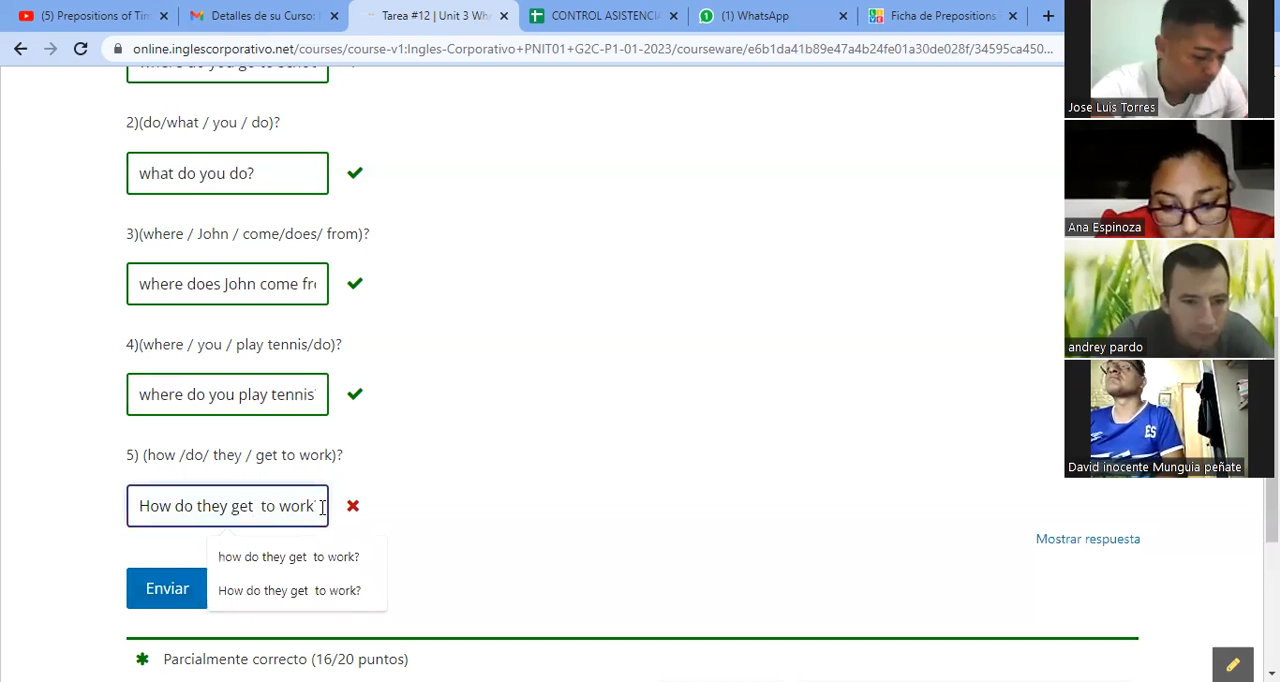 (5) Prepositions of Tim
Detalles de su Curso:
Tarea #12 | Unit 3 Wh
CONTROL ASISTENCI
WhatsApp
Ficha de Prepositions
online.inglescorporativo.net/courses/course-v1:Ingles-Corporativo+PNIT01+G2C-P1-01-2023/courseware/e6b1da41b89e47a4b24fe01a30de028f/34595ca450...
2)(do/what / you / do)?
what do you do?
3)(where / John / come/does/ from)?
where does John come fr
4)(where / you / play tennis/do)?
where do you play tennis
5) (how /do/ they / get to work)?
How do they get  to work
how do they get  to work?
How do they get  to work?
Mostrar respuesta
Enviar
Parcialmente correcto (16/20 puntos)
Jose Luis Torres
Ana Espinoza
andrey pardo
ES
David inocente Munguia peñate